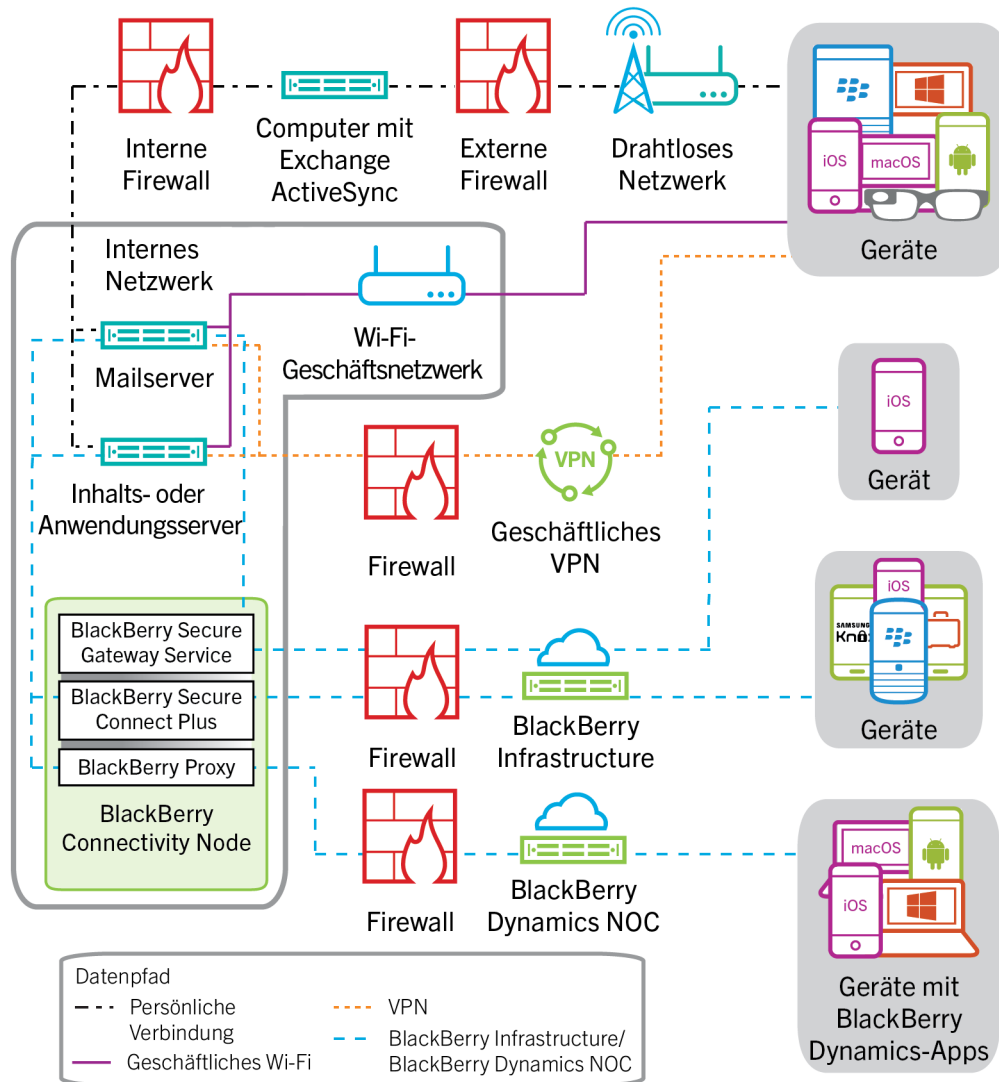 Interne
Firewall
Computer mit
Exchange
ActiveSync
Externe
Firewall
Drahtloses
Netzwerk
iOS
macOS
Geräte
Internes
Netzwerk
Wi-Fi-
Geschäftsnetzwerk
Mailserver
Inhalts- oder
Anwendungsserver
Firewall
VPN
Geschäftliches
VPN
iOS
Gerät
BlackBerry Secure
Gateway Service
BlackBerry Secure
Connect Plus
BlackBerry Proxy
BlackBerry
Connectivity Node
Firewall
BlackBerry
Infrastructure
iOS
SAMSUNG
Knox
Geräte
Firewall
BlackBerry
Dynamics NOC
macOS
iOS
Geräte mit
BlackBerry
Dynamics-Apps
Datenpfad
Persönliche
Verbindung
Geschäftliches Wi-Fi
VPN
BlackBerry Infrastructure/
BlackBerry Dynamics NOC